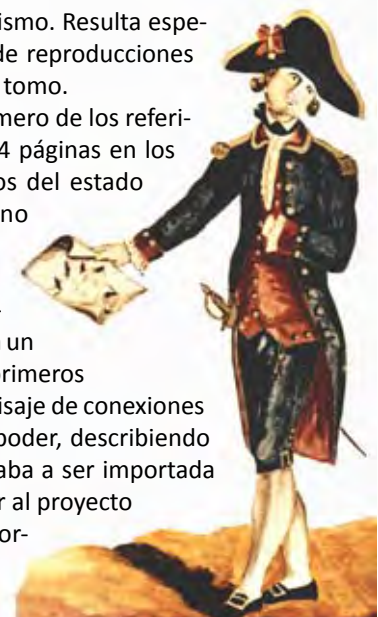 ismo. Resulta espe-
de reproducciones
tomo.
mero de los referi-
4 páginas en los
os del estado
no
un
rimeros
isaje de conexiones
poder, describiendo
aba a ser importada
r al proyecto
or-